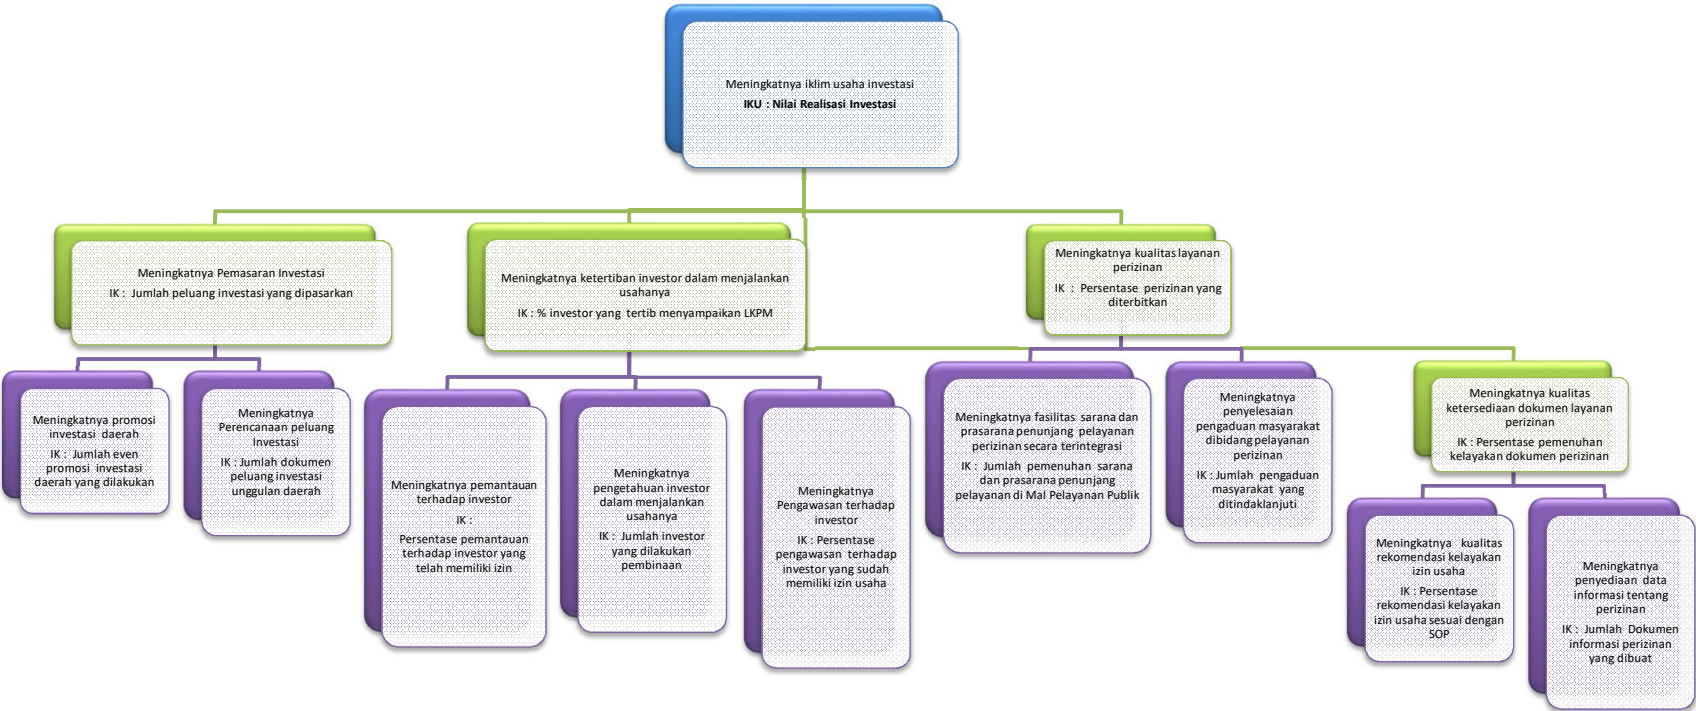 Meningkatnya iklim usaha investasi
IKU : Nilai Realisasi Investasi
Meningkatnya Pemasaran Investasi
IK : Jumlah peluang investasi yang dipasarkan
Meningkatnya ketertiban investor dalam menjalankan
usahanya
IK : % investor yang tertib menyampaikan LKPM
Meningkatnya kualitas layanan
perizinan
IK : Persentase perizinan yang
diterbitkan
Meningkatnya promosi
investasi daerah
IK : Jumlah even
promosi investasi
daerah yang dilakukan
Meningkatnya
Perencanaan peluang
Investasi
IK : Jumlah dokumen
peluang investasi
unggulan daerah
Meningkatnya pemantauan
terhadap investor
IK :
Persentase pemantauan
terhadap investor yang
telah memiliki izin
Meningkatnya
pengetahuan investor
dalam menjalankan
usahanya
IK : Jumlah investor
yang dilakukan
pembinaan
Meningkatnya
Pengawasan terhadap
investor
IK : Persentase
pengawasan terhadap
investor yang sudah
memiliki izin usaha
Meningkatnya fasilitas sarana dan
prasarana penunjang pelayanan
perizinan secara terintegrasi
IK : Jumlah pemenuhan sarana
dan prasarana penunjang
pelayanan di Mal Pelayanan Publik
Meningkatnya
penyelesaian
pengaduan masyarakat
dibidang pelayanan
perizinan
IK : Jumlah pengaduan
masyarakat yang
ditindaklanjuti
Meningkatnya kualitas
ketersediaan dokumen layanan
perizinan
IK : Persentase pemenuhan
kelayakan dokumen perizinan
Meningkatnya kualitas
rekomendasi kelayakan
izin usaha
IK : Persentase
rekomendasi kelayakan
izin usaha sesuai dengan
SOP
Meningkatnya
penyediaan data
informasi tentang
perizinan
IK : Jumlah Dokumen
informasi perizinan
yang dibuat